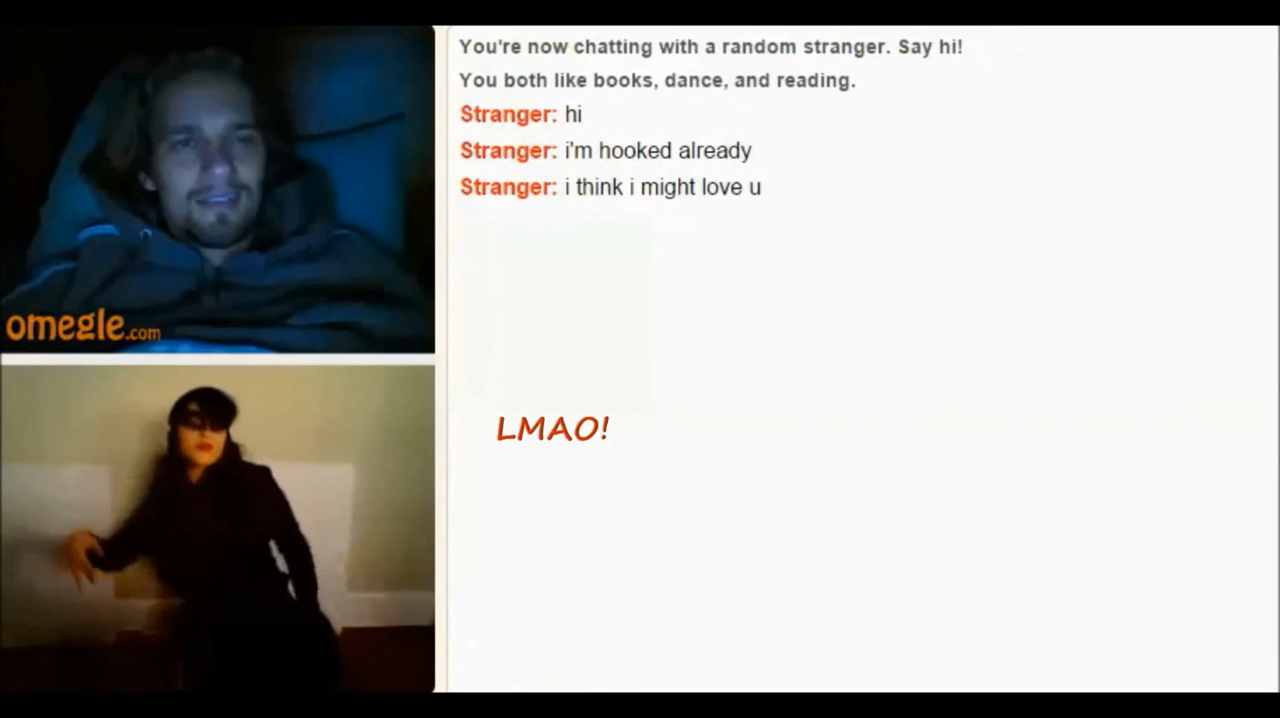 You're now chatting with a random stranger. Say hi!
You both like books, dance, and reading.
Stranger: hi
Stranger: i'm hooked already
Stranger: i think i might love u
omegle.com
LMAO!